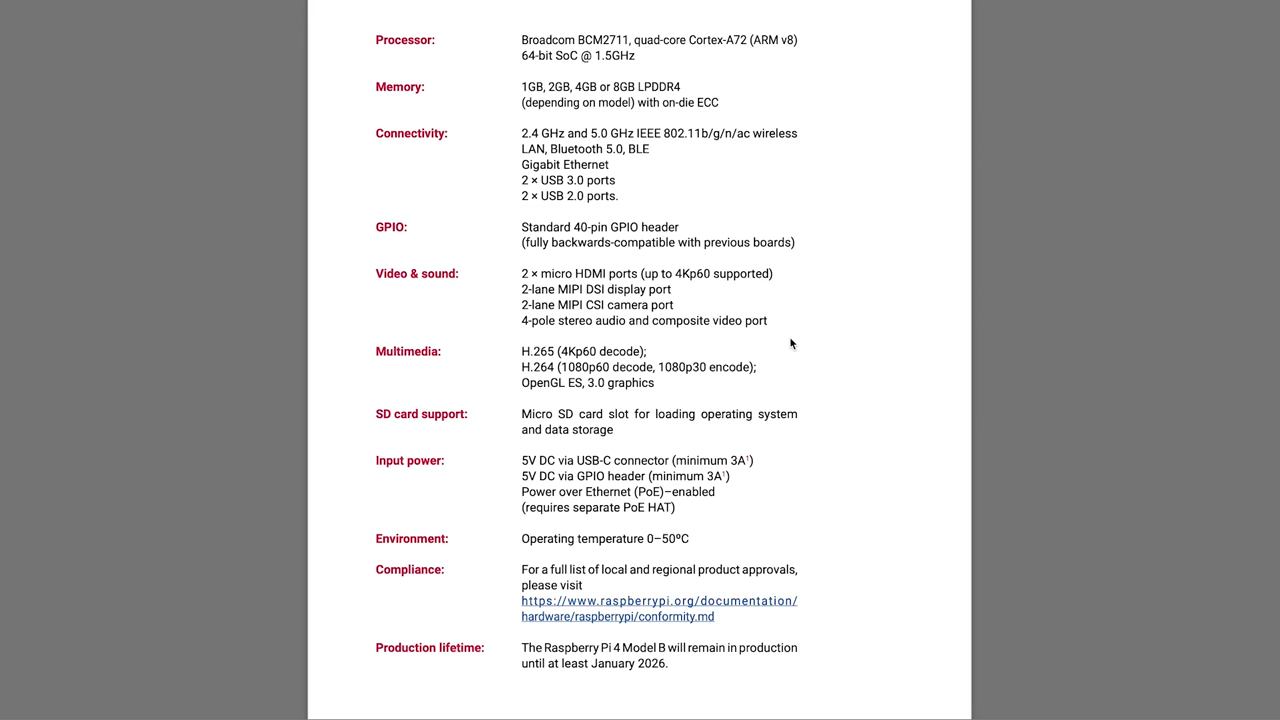 Processor: Broadcom BCM2711, quad-core Cortex-A72 (ARM v8)
64-bit SoC @ 1.5GHz
Memory: 1GB, 2GB, 4GB or 8GB LPDDR4
(depending on model) with on-die ECC
Connectivity: 2.4 GHz and 5.0 GHz IEEE 802.11b/g/n/ac wireless
LAN, Bluetooth 5.0, BLE
Gigabit Ethernet
2 × USB 3.0 ports
2 × USB 2.0 ports.
GPIO: Standard 40-pin GPIO header
(fully backwards-compatible with previous boards)
Video & sound: 2 × micro HDMI ports (up to 4Kp60 supported)
2-lane MIPI DSI display port
2-lane MIPI CSI camera port
4-pole stereo audio and composite video port
Multimedia: H.265 (4Kp60 decode);
H.264 (1080p60 decode, 1080p30 encode);
OpenGL ES, 3.0 graphics
SD card support: Micro SD card slot for loading operating system
and data storage
Input power: 5V DC via USB-C connector (minimum 3A¹)
5V DC via GPIO header (minimum 3A¹)
Power over Ethernet (PoE)–enabled
(requires separate PoE HAT)
Environment: Operating temperature 0–50ºC
Compliance: For a full list of local and regional product approvals,
please visit
https://www.raspberrypi.org/documentation/
hardware/raspberrypi/conformity.md
Production lifetime: The Raspberry Pi 4 Model B will remain in production
until at least January 2026.